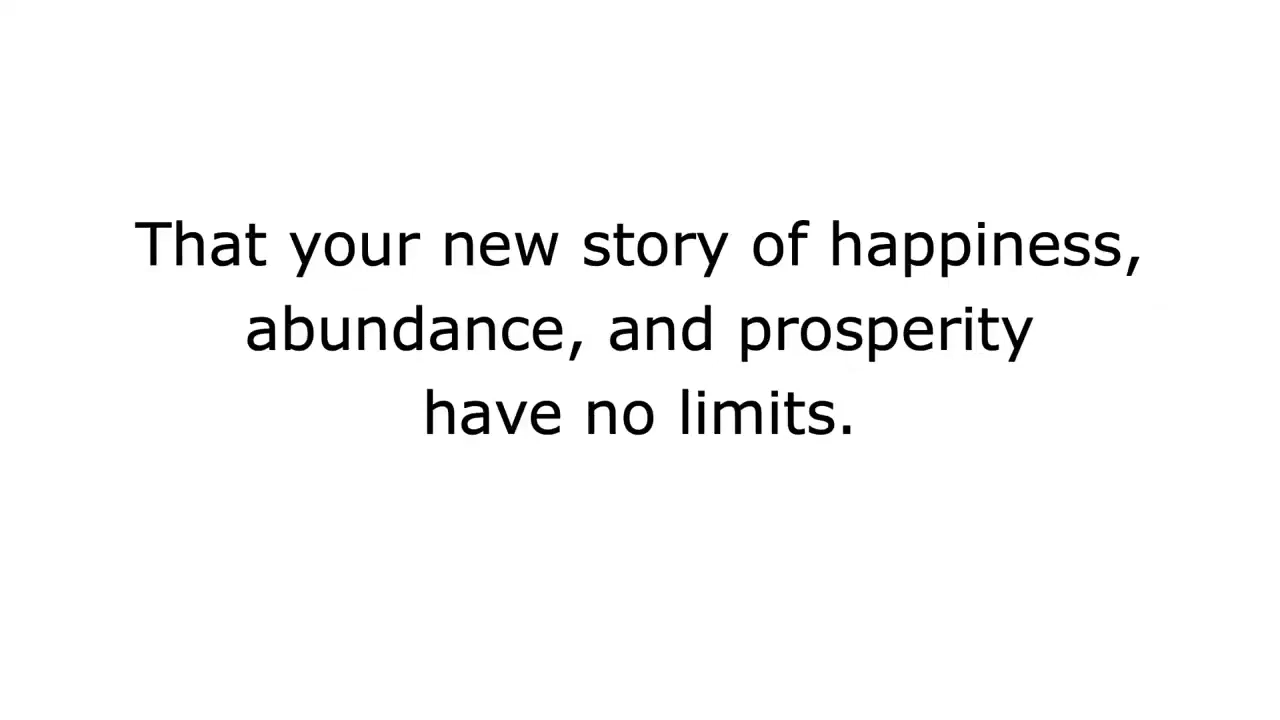 That your new story of happiness,
abundance, and prosperity
have no limits.